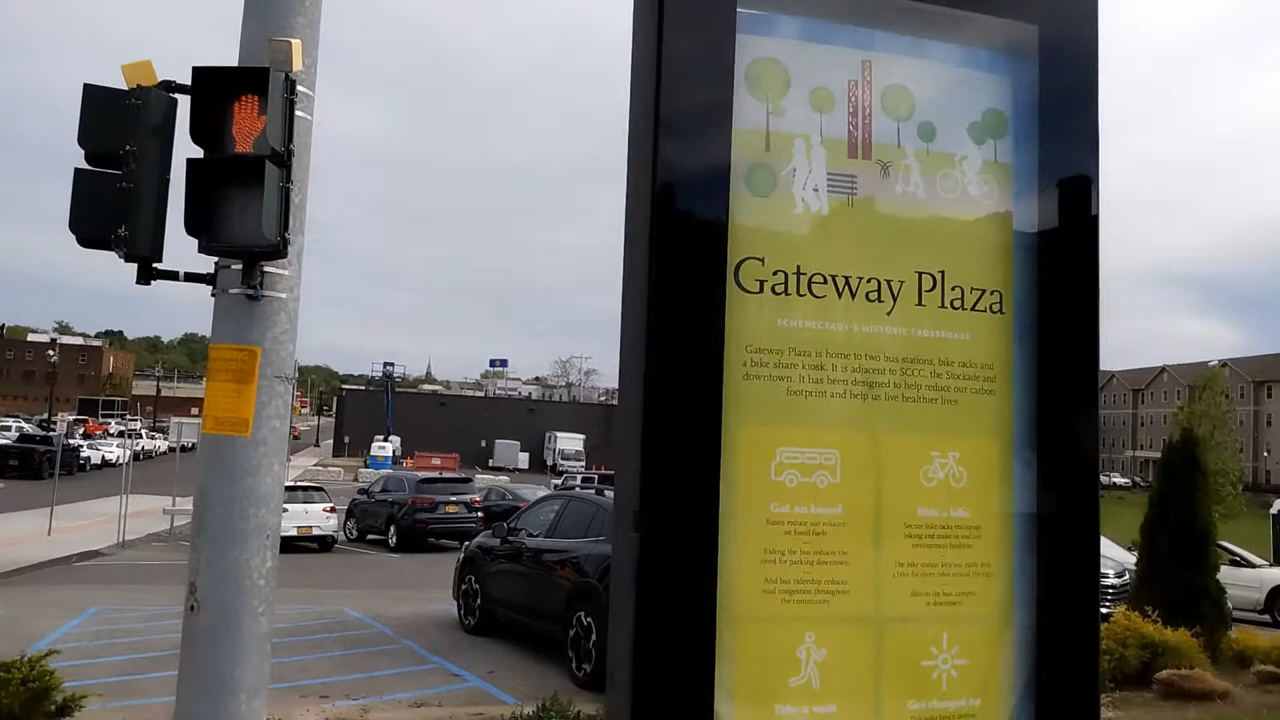 Gateway Plaza
SCHENECTADY'S HISTORIC CROSSROADS
Gateway Plaza is home to two bus stations, bike racks and
a bike share kiosk. It is adjacent to SCCC, the Stockade and
downtown. It has been designed to help reduce our carbon
footprint and help us live healthier lives.
Get on board
Buses reduce our reliance
on fossil fuels.
Riding the bus reduces the
need for parking downtown.
And bus ridership reduces
road congestion throughout
the community.
Ride a bike
Secure bike racks encourage
biking and make us and our
environment healthier.
The bike station lets you easily rent
a bike for short rides around the city.
Bike to the bus, campus
or downtown!
Take a walk
Get charged up